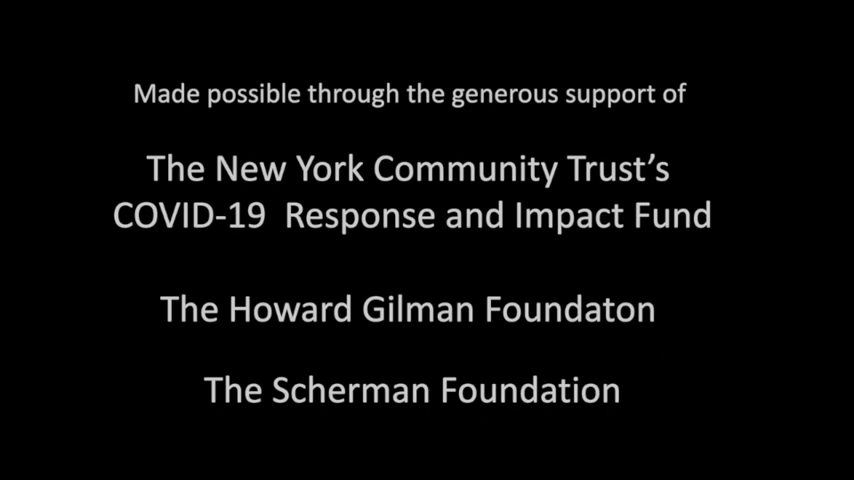 Made possible through the generous support of
The New York Community Trust’s
COVID-19  Response and Impact Fund
The Howard Gilman Foundaton
The Scherman Foundation